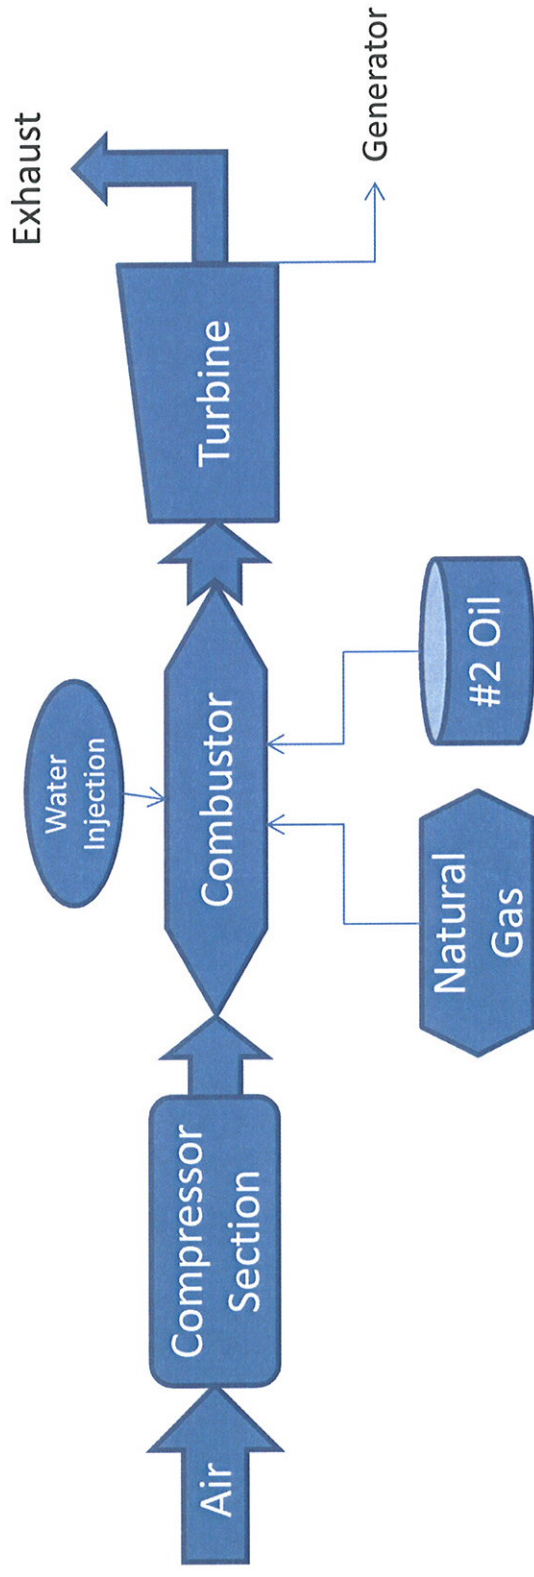 Air
Compressor
Section
Water
Injection
Combustor
Natural
Gas
#2 Oil
Turbine
Exhaust
Generator